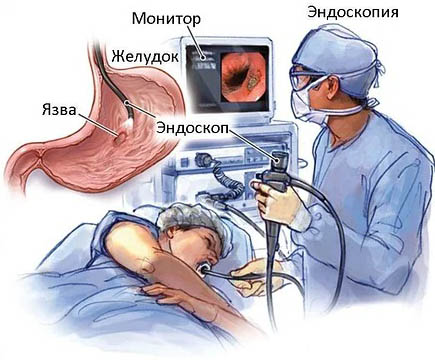 Эндоскопия
Монитор
Желудок
Язва
Эндоскоп